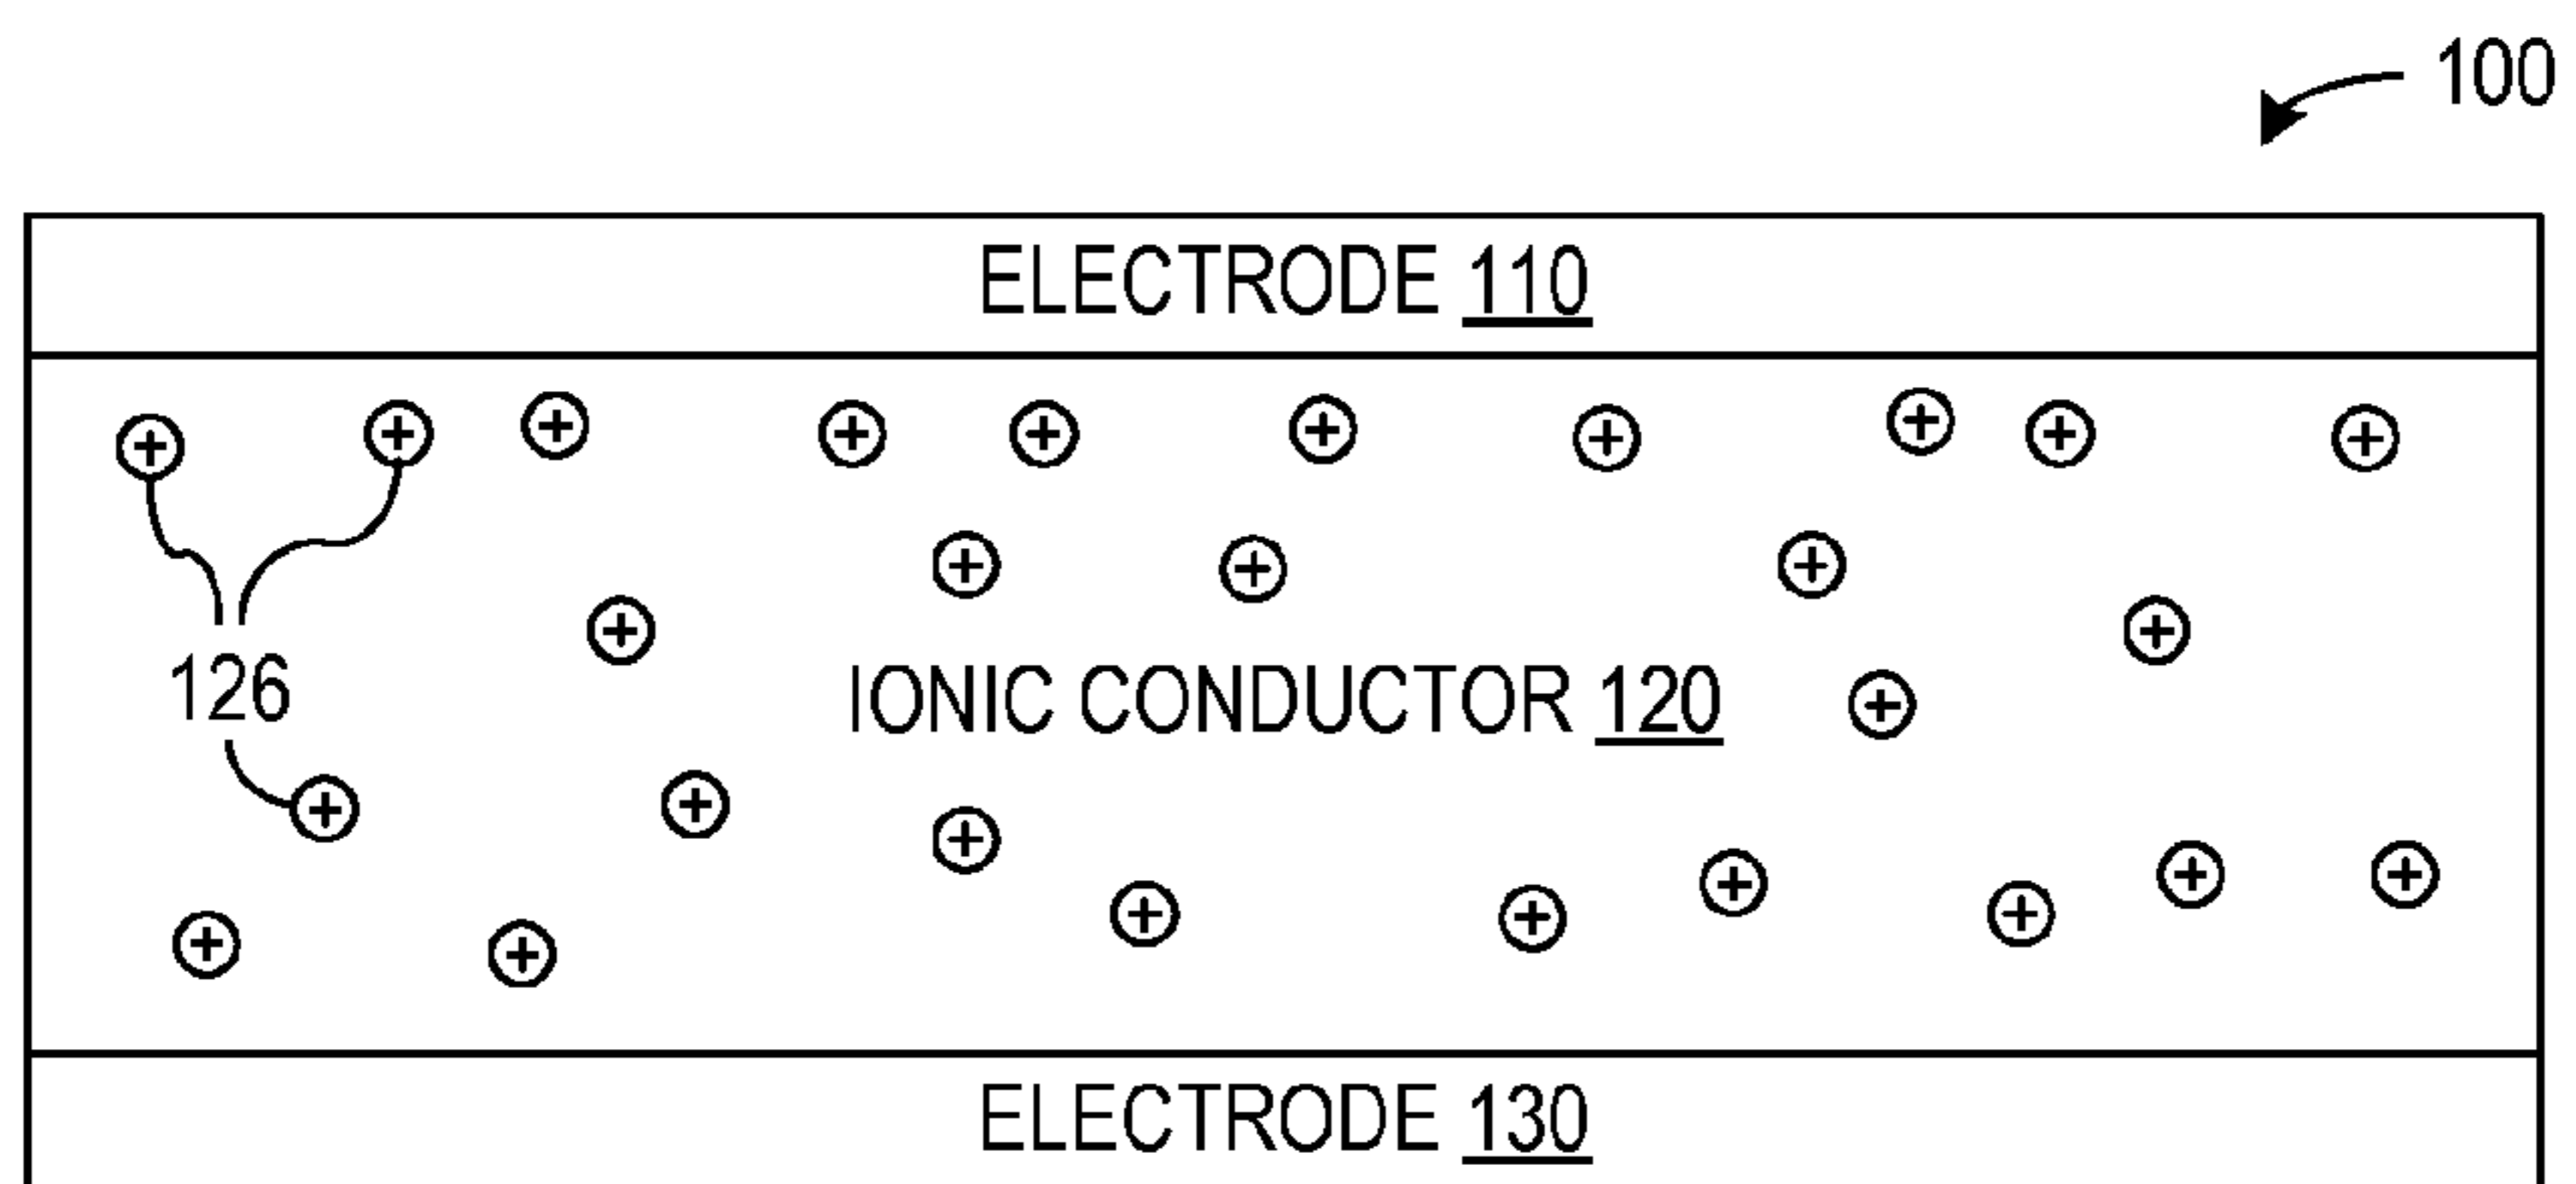 100
ELECTRODE 110
126
IONIC CONDUCTOR 120
ELECTRODE 130